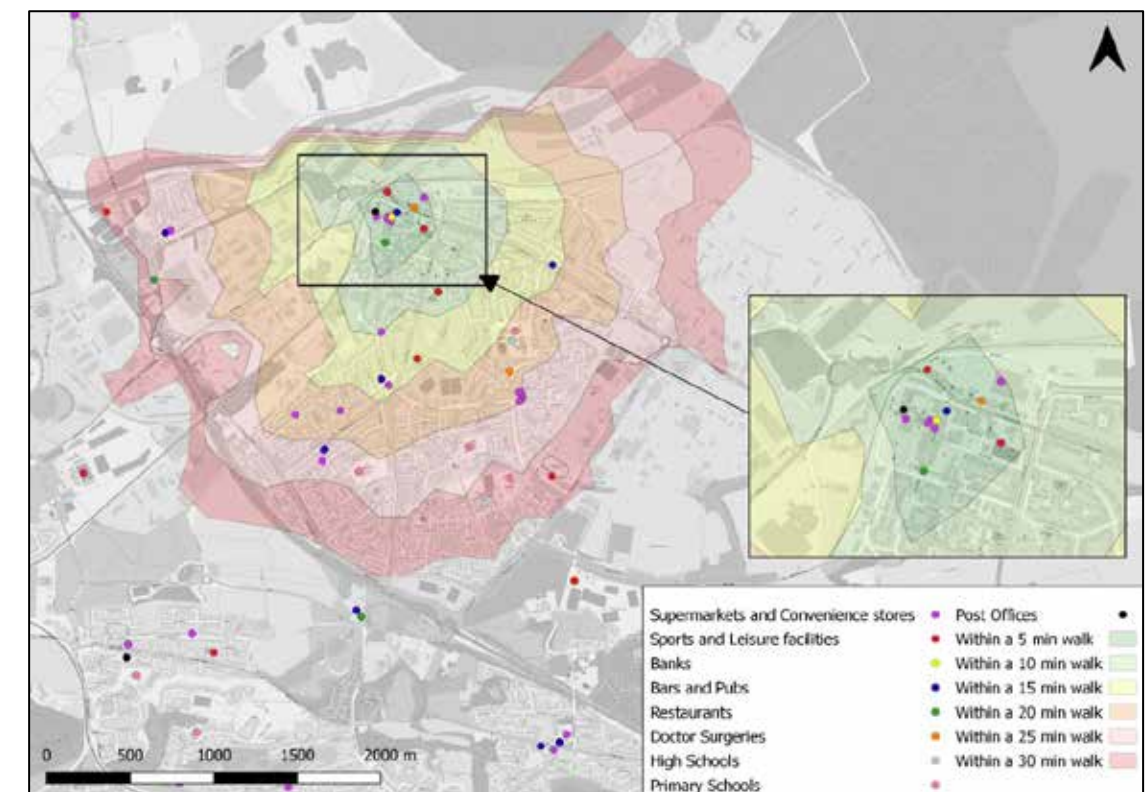 Supermarkets and Convenience stores
Post Offices
Sports and Leisure facilities
Within a 5 min walk
Banks
Within a 10 min walk
Bars and Pubs
Within a 15 min walk
Restaurants
Within a 20 min walk
Doctor Surgeries
Within a 25 min walk
High Schools
Within a 30 min walk
Primary Schools
0 500 1000 1500 2000 m